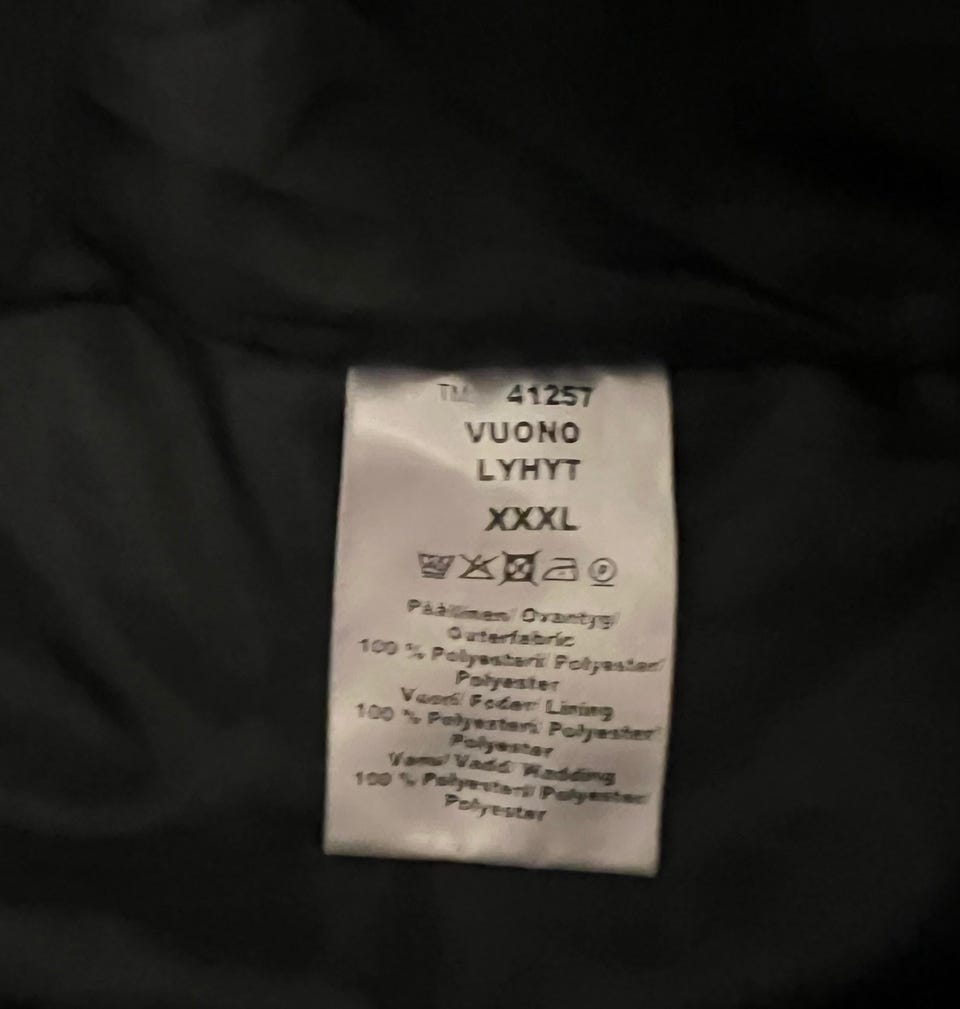 TM 41257
VUONO
LYHYT
XXXL
Päällinen/ Ovantyg/
Outerfabric
100 % Polyesteri/ Polyester/
Polyester
Vuori/ Foder/ Lining
100 % Polyesteri/ Polyester/
Polyester
Vanu/ Vadd/ Wadding
100 % Polyesteri/ Polyester/
Polyester